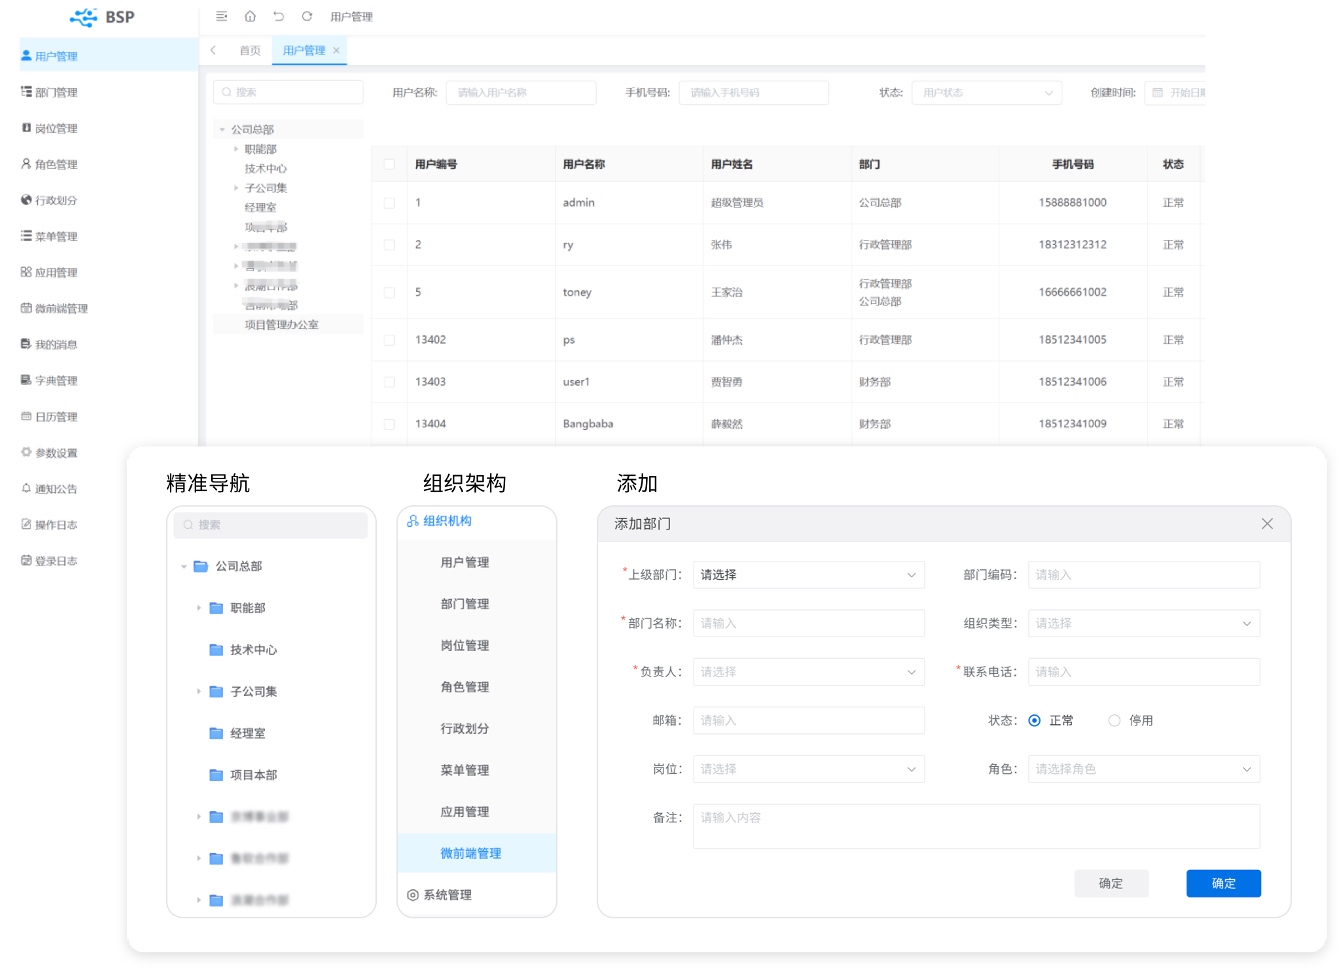 BSP
用户管理
用户管理
部门管理
岗位管理
角色管理
行政划分
菜单管理
应用管理
微前端管理
我的消息
字典管理
日历管理
参数设置
通知公告
操作日志
登录日志
首页
用户管理 ×
搜索
用户名称: 请输入用户名称
手机号码: 请输入手机号码
状态: 用户状态
创建时间: 开始日期
公司总部
职能部
技术中心
子公司集
经理室
项目本部
项目管理办公室
用户编号 用户名称 用户姓名 部门 手机号码 状态
1 admin 超级管理员 公司总部 15888881000 正常
2 ry 张伟 行政管理部 18312312312 正常
5 toney 王家治 行政管理部 公司总部 16666661002 正常
13402 ps 潘仲杰 行政管理部 18512341005 正常
13403 user1 贾智勇 财务部 18512341006 正常
13404 Bangbaba 薛毅然 财务部 18512341009 正常
精准导航
搜索
公司总部
职能部
技术中心
子公司集
经理室
项目本部
组织架构
组织机构
用户管理
部门管理
岗位管理
角色管理
行政划分
菜单管理
应用管理
微前端管理
系统管理
添加
添加部门
*上级部门: 请选择
部门编码: 请输入
*部门名称: 请输入
组织类型: 请选择
*负责人: 请选择
*联系电话: 请输入
邮箱: 请输入
状态: 正常 停用
岗位: 请选择
角色: 请选择角色
备注: 请输入内容
确定
确定